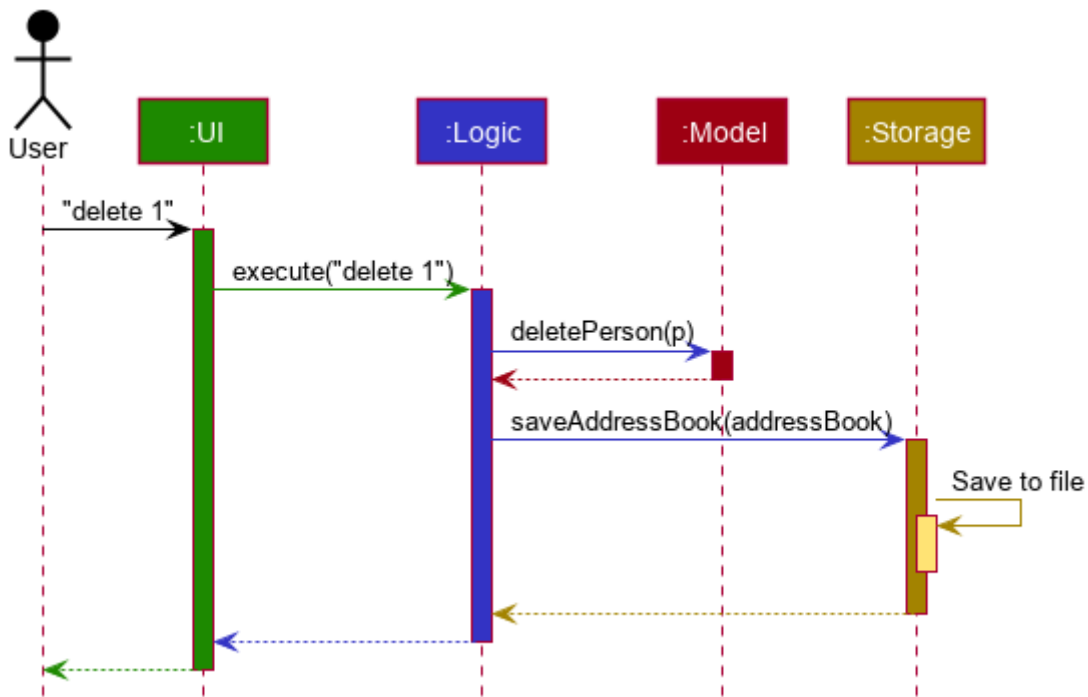 :UI
:Logic
:Model
:Storage
User
"delete 1"
execute("delete 1")
deletePerson(p)
saveAddressBook(addressBook)
Save to file